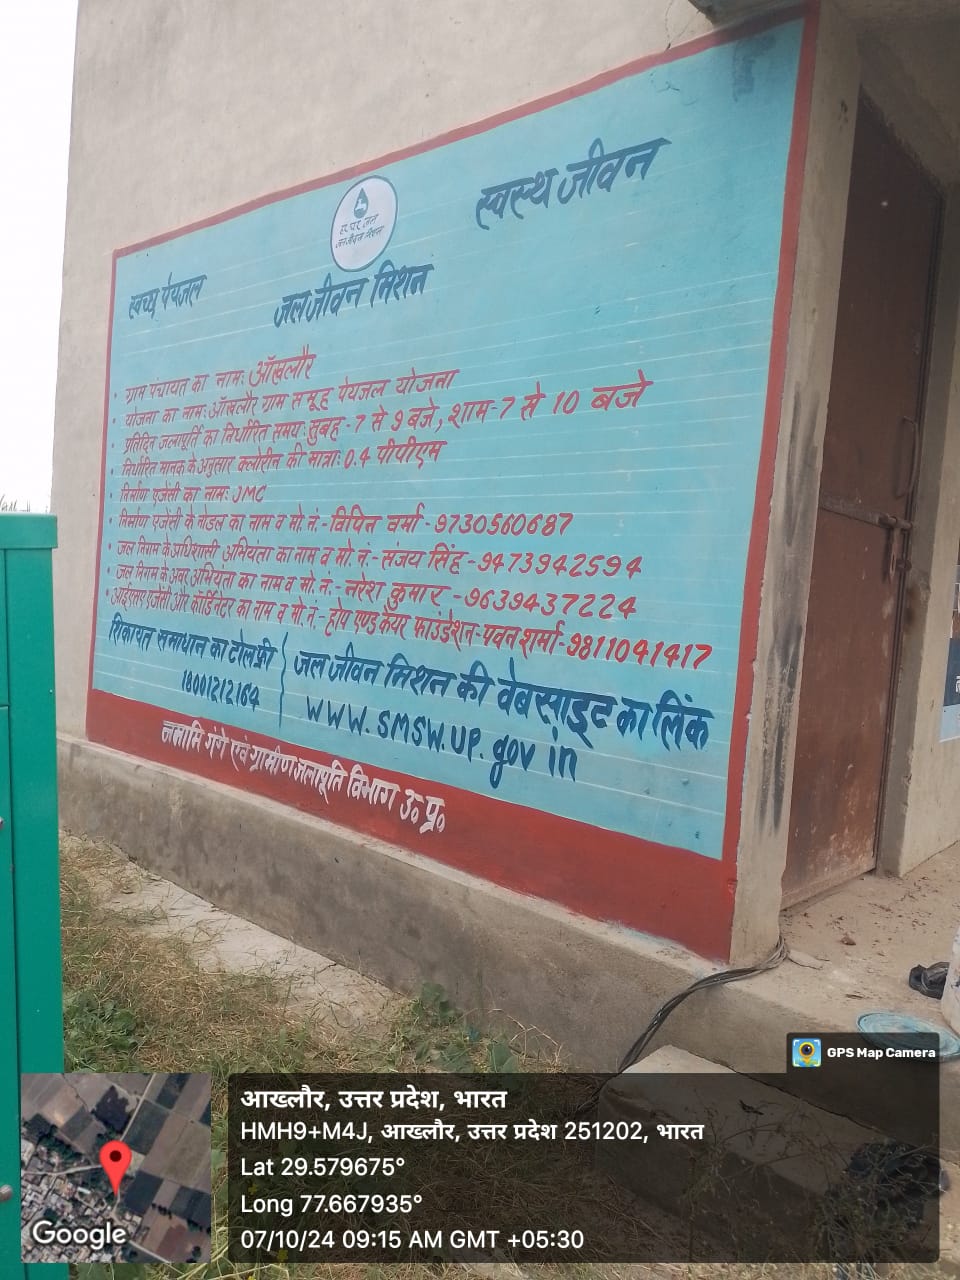 स्वस्थ जीवन
हर घर जल
जल जीवन मिशन
स्वच्छ पेयजल
जल जीवन मिशन
• ग्राम पंचायत का नाम: ऑखलौर
• योजना का नाम: ऑखलौर ग्राम समूह पेयजल योजना
• प्रतिदिन जलापूर्ति का निर्धारित समय: सुबह - 7 से 9 बजे, शाम - 7 से 10 बजे
• निर्धारित मानक के अनुसार क्लोरीन की मात्रा: 0.4 पीपीएम
• निर्माण एजेंसी का नाम: JMC
• निर्माण एजेंसी के नोडल का नाम व मो. नं:- विपिन वर्मा - 9730560687
• जल निगम के अधिशासी अभियंता का नाम व मो. नं:- संजय सिंह - 9473942594
• जल निगम के अवर अभियंता का नाम व मो. नं:- नरेश कुमार - 9639437224
• आईएसए एजेंसी और कॉर्डिनेटर का नाम व मो. नं- होप एण्ड केयर फाउंडेशन - पवन शर्मा - 9811041417
शिकायत समाधान का टोलफ्री
18001212164
जल जीवन मिशन की वेबसाइट का लिंक
WWW.SMSW.UP.gov in
नमामि गंगे एवं ग्रामीण जलापूर्ति विभाग उ० प्र०
GPS Map Camera
आख्लौर, उत्तर प्रदेश, भारत
HMH9+M4J, आख्लौर, उत्तर प्रदेश 251202, भारत
Lat 29.579675°
Long 77.667935°
07/10/24 09:15 AM GMT +05:30
Google